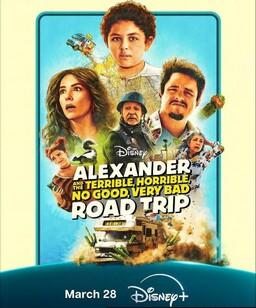 Disney
ALEXANDER
AND THE TERRIBLE, HORRIBLE,
NO GOOD, VERY BAD
ROAD TRIP
March 28
Disney+